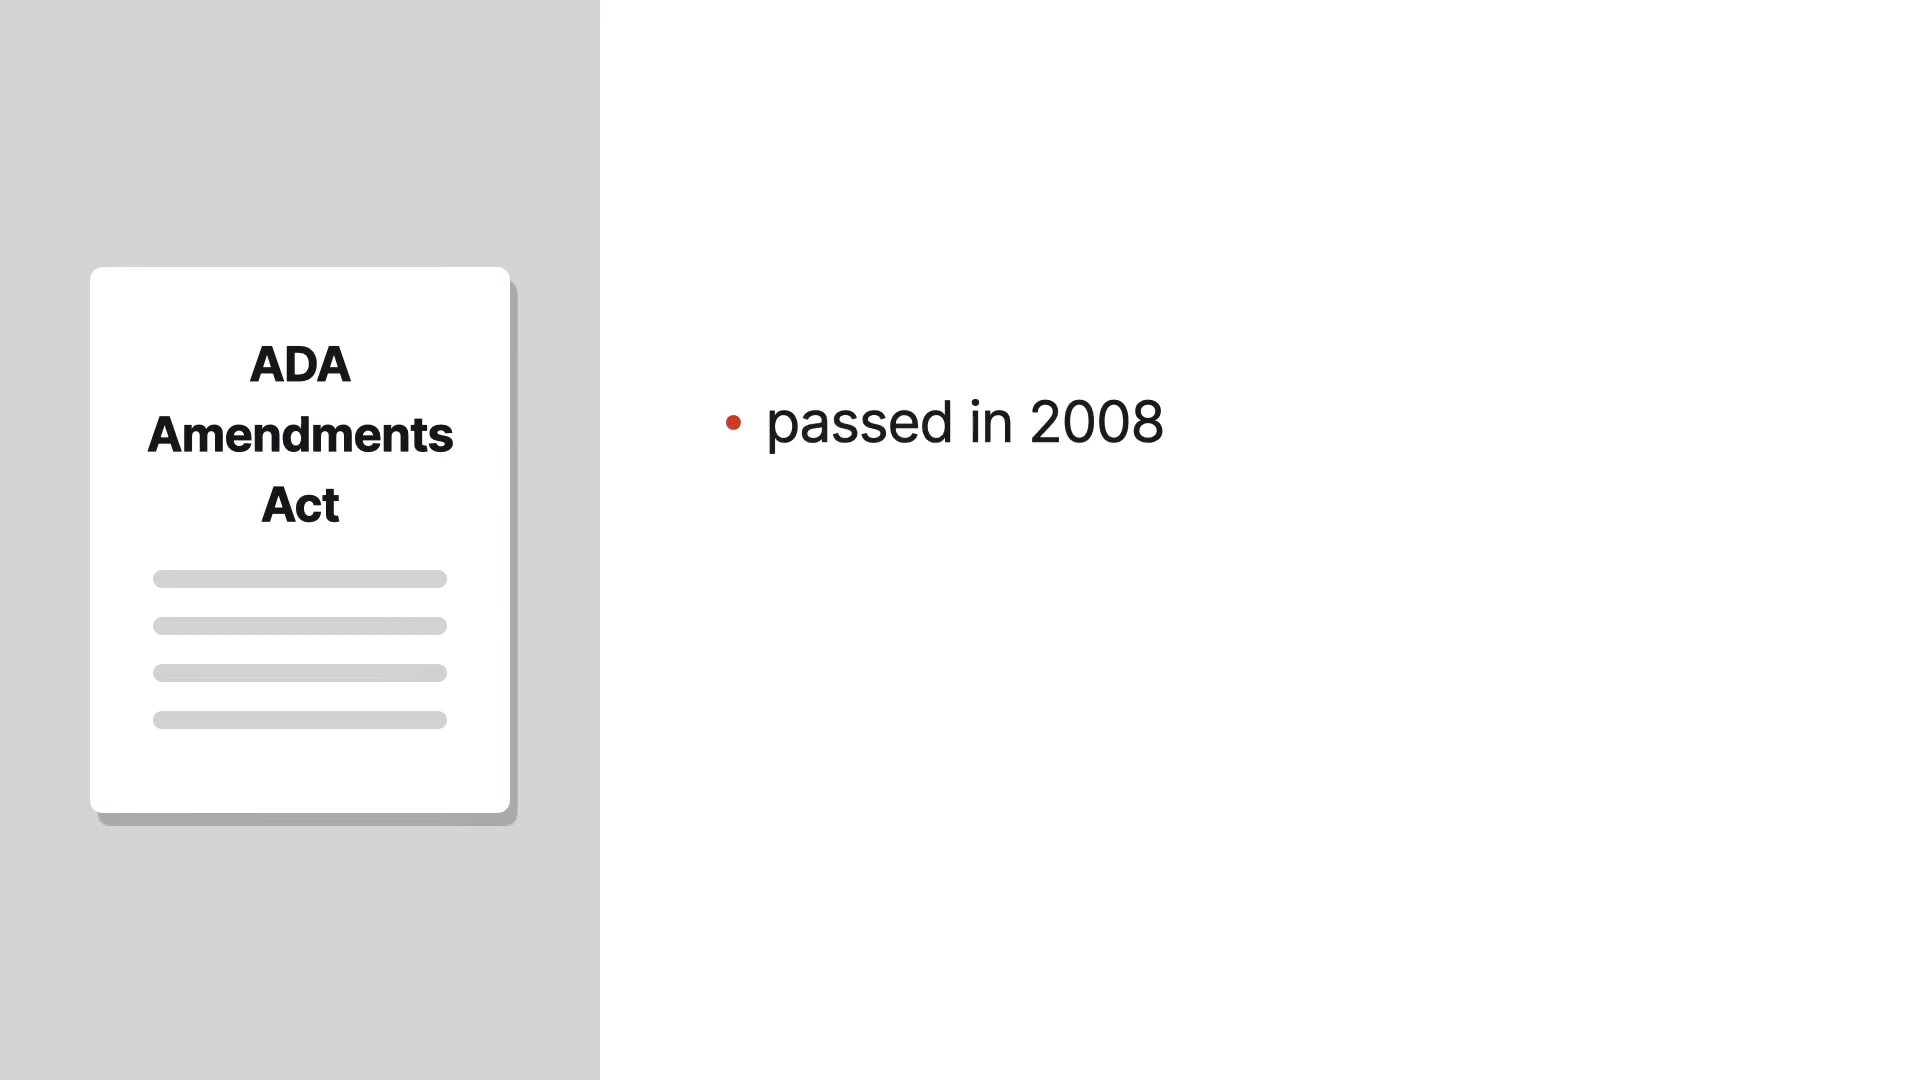 ADA
Amendments
Act
• passed in 2008